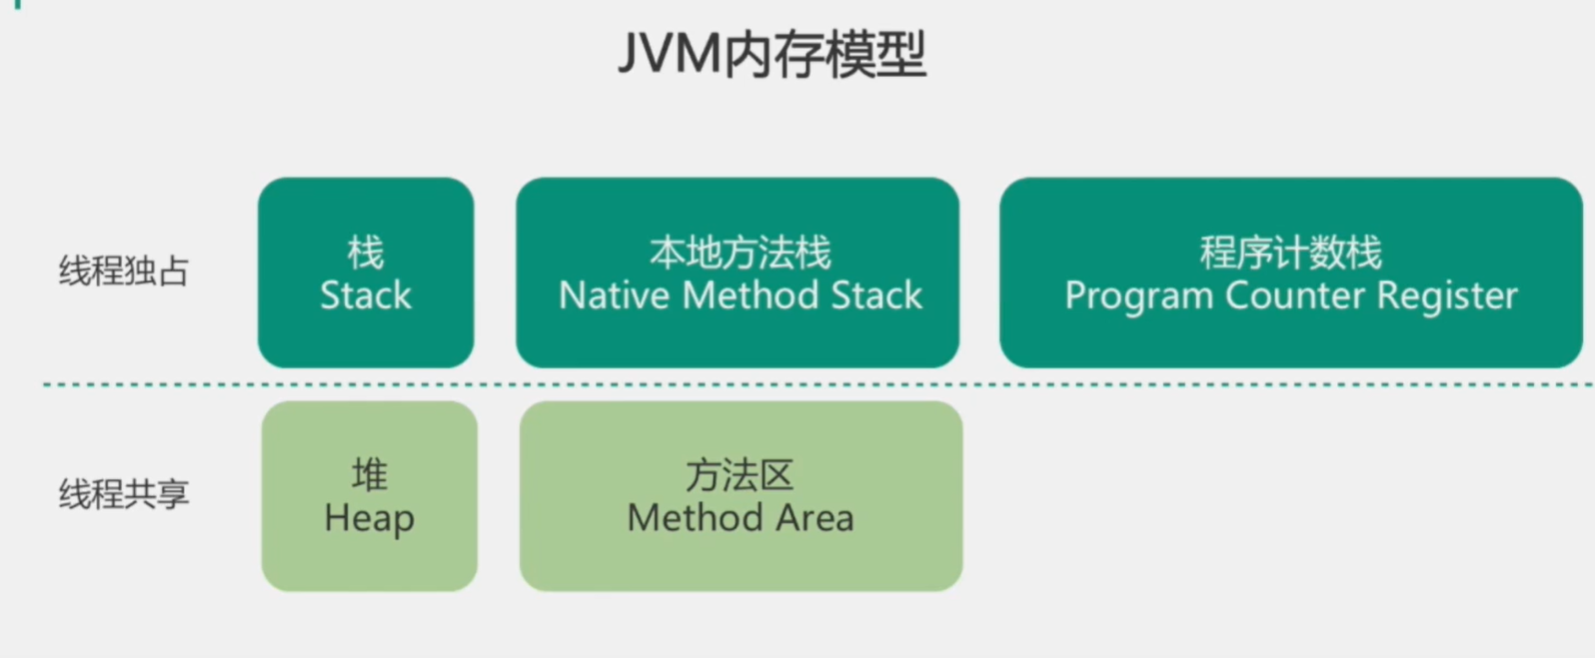 JVM内存模型
线程独占
栈
Stack
本地方法栈
Native Method Stack
程序计数栈
Program Counter Register
线程共享
堆
Heap
方法区
Method Area